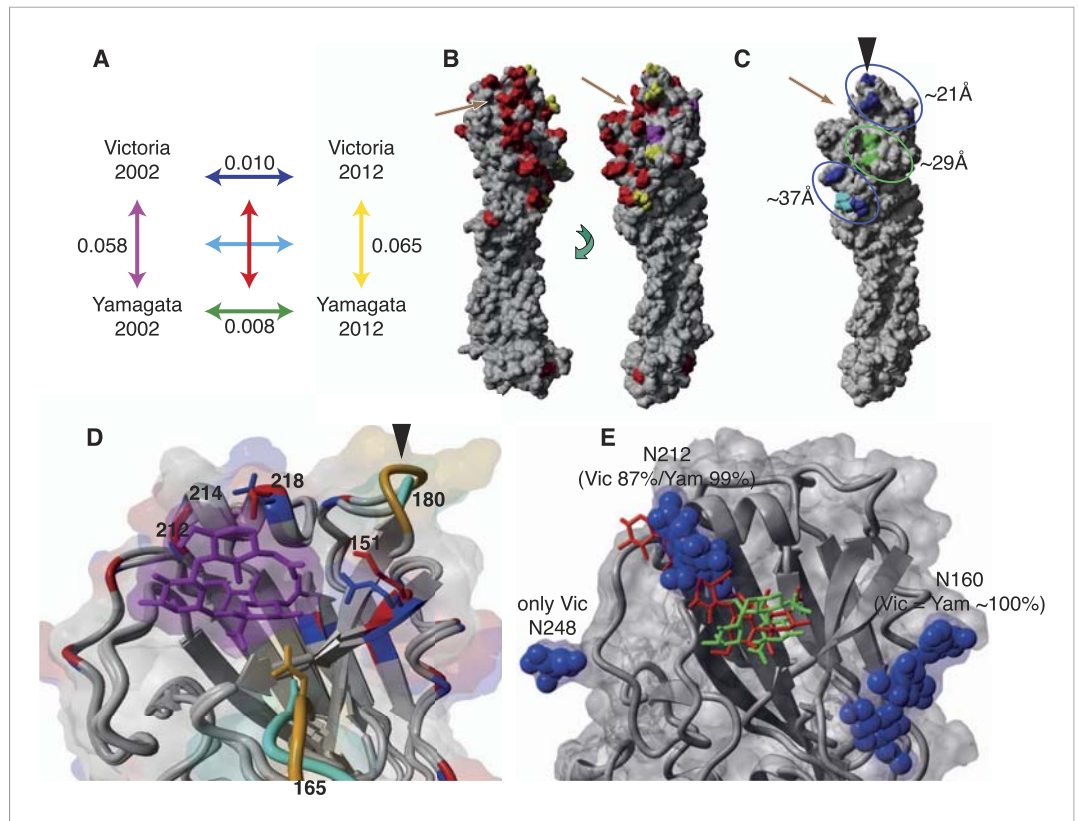 A
Victoria
2002
0.010
Victoria
2012
0.058
0.065
Yamagata
2002
0.008
Yamagata
2012
B
C
~21Å
~29Å
~37Å
D
214
218
212
180
151
165
E
N212
(Vic 87%/Yam 99%)
N160
(Vic = Yam ~100%)
only Vic
N248